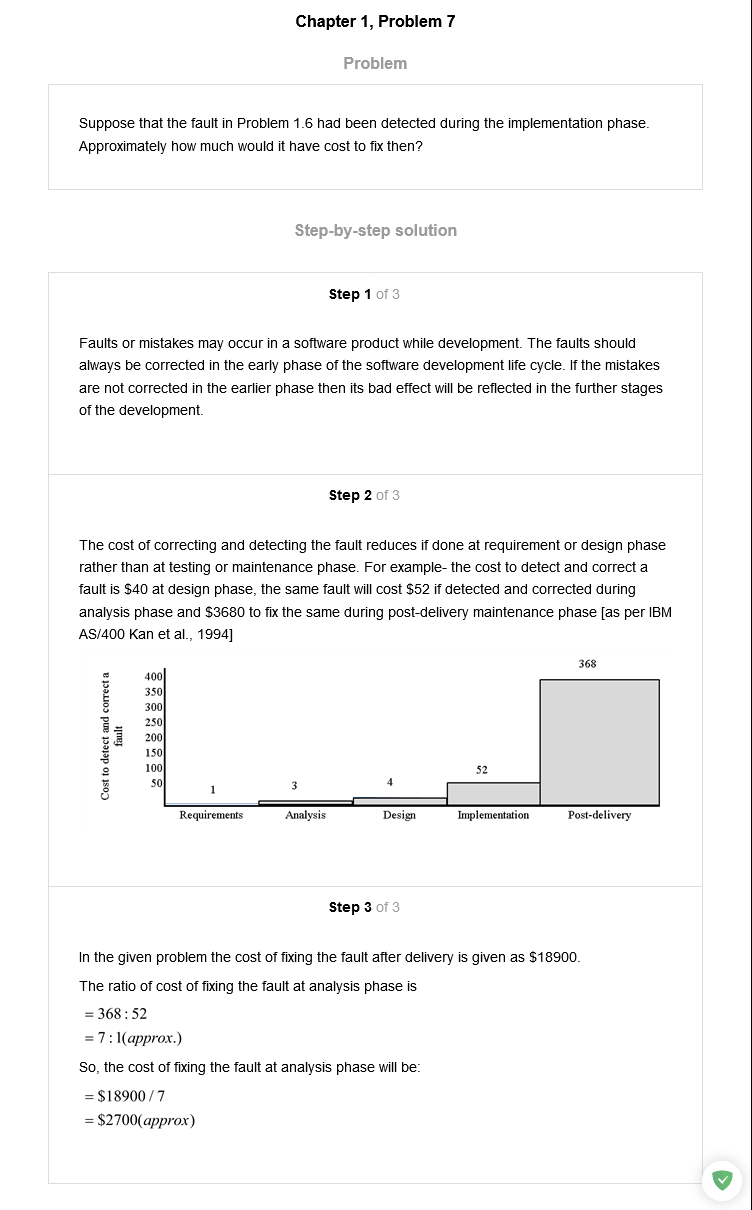 Chapter 1, Problem 7
Problem
Suppose that the fault in Problem 1.6 had been detected during the implementation phase.
Approximately how much would it have cost to fix then?
Step-by-step solution
Step 1 of 3
Faults or mistakes may occur in a software product while development. The faults should
always be corrected in the early phase of the software development life cycle. If the mistakes
are not corrected in the earlier phase then its bad effect will be reflected in the further stages
of the development.
Step 2 of 3
The cost of correcting and detecting the fault reduces if done at requirement or design phase
rather than at testing or maintenance phase. For example- the cost to detect and correct a
fault is $40 at design phase, the same fault will cost $52 if detected and corrected during
analysis phase and $3680 to fix the same during post-delivery maintenance phase [as per IBM
AS/400 Kan et al., 1994]
Cost to detect and correct a
fault
400
350
300
250
200
150
100
50
1
3
4
52
368
Requirements
Analysis
Design
Implementation
Post-delivery
Step 3 of 3
In the given problem the cost of fixing the fault after delivery is given as $18900.
The ratio of cost of fixing the fault at analysis phase is
= 368 : 52
= 7 : 1(approx.)
So, the cost of fixing the fault at analysis phase will be:
= $18900 / 7
= $2700(approx)